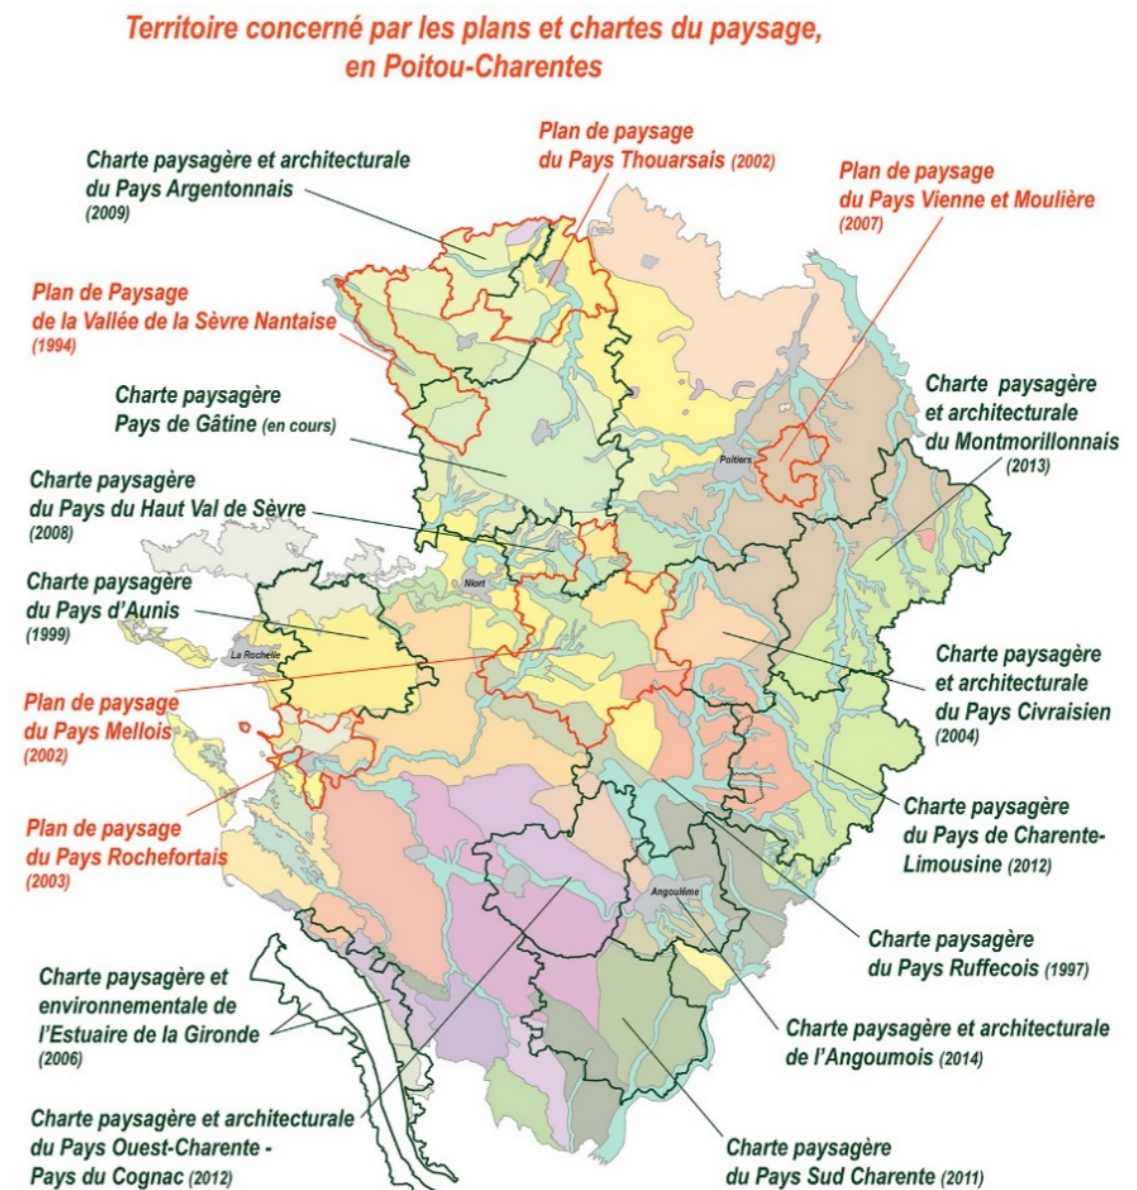 Territoire concerné par les plans et chartes du paysage,
en Poitou-Charentes
Plan de paysage
du Pays Thouarsais (2002)
Charte paysagère et architecturale
du Pays Argentonnais
(2009)
Plan de paysage
du Pays Vienne et Moulière
(2007)
Plan de Paysage
de la Vallée de la Sèvre Nantaise
(1994)
Charte paysagère
Pays de Gâtine (en cours)
Charte paysagère
et architecturale
du Montmorillonnais
(2013)
Poitiers
Charte paysagère
du Pays du Haut Val de Sèvre
(2008)
Niort
Charte paysagère
du Pays d'Aunis
(1999)
La Rochelle
Charte paysagère
et architecturale
du Pays Civraisien
(2004)
Plan de paysage
du Pays Mellois
(2002)
Charte paysagère
du Pays de Charente-
Limousine (2012)
Plan de paysage
du Pays Rochefortais
(2003)
Angoulême
Charte paysagère
du Pays Ruffecois (1997)
Charte paysagère et
environnementale de
l'Estuaire de la Gironde
(2006)
Charte paysagère et architecturale
de l'Angoumois (2014)
Charte paysagère et architecturale
du Pays Ouest-Charente -
Pays du Cognac (2012)
Charte paysagère
du Pays Sud Charente (2011)